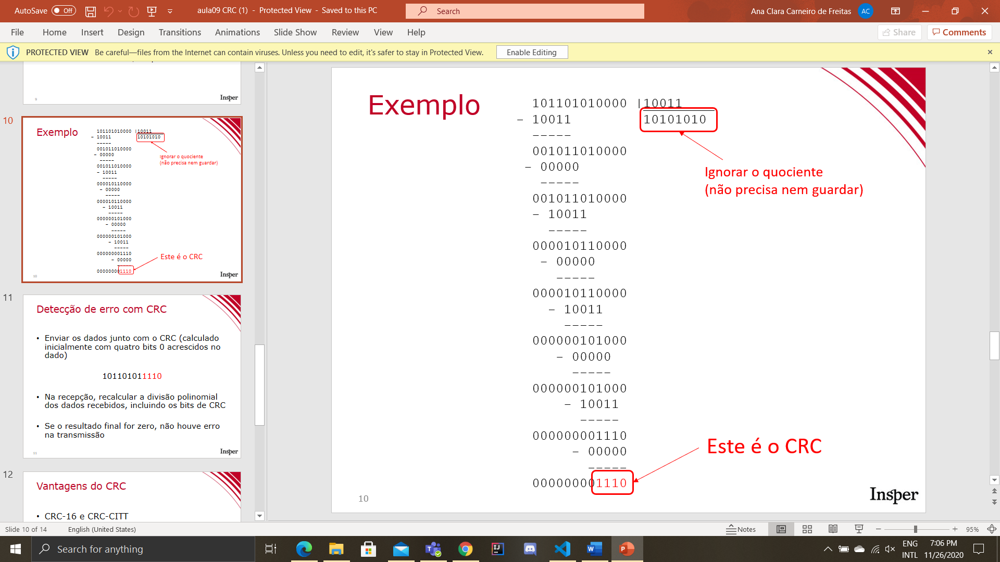 AutoSave Off
aula09 CRC (1) - Protected View - Saved to this PC
Search
Ana Clara Carneiro de Freitas AC
File Home Insert Design Transitions Animations Slide Show Review View Help
Share Comments
PROTECTED VIEW Be careful—files from the Internet can contain viruses. Unless you need to edit, it's safer to stay in Protected View. Enable Editing
9
Insper
10
Exemplo
101101010000 |10011
- 10011 10101010
-----
001011010000
- 00000
-----
001011010000
- 10011
-----
000010110000
- 00000
-----
000010110000
- 10011
-----
000000101000
- 00000
-----
000000101000
- 10011
-----
000000001110
- 00000
-----
000000001110
Ignorar o quociente
(não precisa nem guardar)
Este é o CRC
10
Insper
11
Detecção de erro com CRC
• Enviar os dados junto com o CRC (calculado
inicialmente com quatro bits 0 acrescidos no
dado)
101101011110
• Na recepção, recalcular a divisão polinomial
dos dados recebidos, incluindo os bits de CRC
• Se o resultado final for zero, não houve erro
na transmissão
11
Insper
12
Vantagens do CRC
• CRC-16 e CRC-CITT
Exemplo
101101010000 |10011
- 10011 10101010
-----
001011010000
- 00000
-----
001011010000
- 10011
-----
000010110000
- 00000
-----
000010110000
- 10011
-----
000000101000
- 00000
-----
000000101000
- 10011
-----
000000001110
- 00000
-----
000000001110
Ignorar o quociente
(não precisa nem guardar)
Este é o CRC
10
Insper
Slide 10 of 14 English (United States)
Notes
95%
Search for anything
ENG
INTL
7:06 PM
11/26/2020